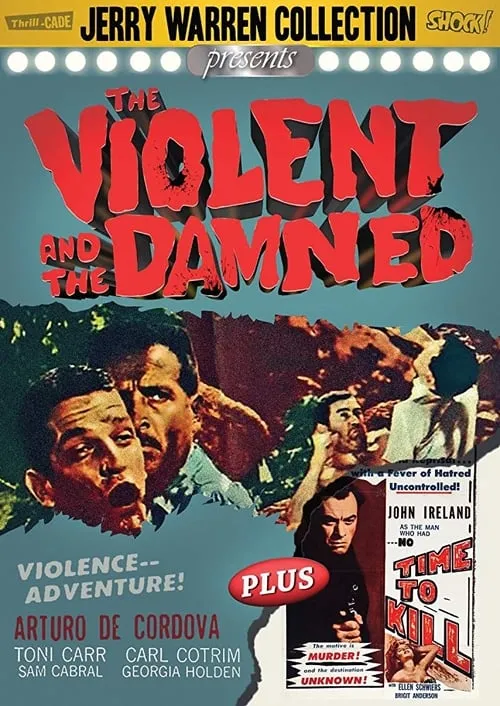 Thrill-CADE JERRY WARREN COLLECTION SHOCK!
presents
THE
VIOLENT
AND THE DAMNED
with a Fever of Hatred
Uncontrolled!
JOHN IRELAND
AS THE MAN
WHO HAD
NO
TIME
TO
KILL
VIOLENCE--
ADVENTURE!
PLUS
ARTURO DE CORDOVA
TONI CARR CARL COTRIM
SAM CABRAL GEORGIA HOLDEN
The motive is
MURDER!
and the destination
UNKNOWN!
with ELLEN SCHWIERS
BRIGIT ANDERSON